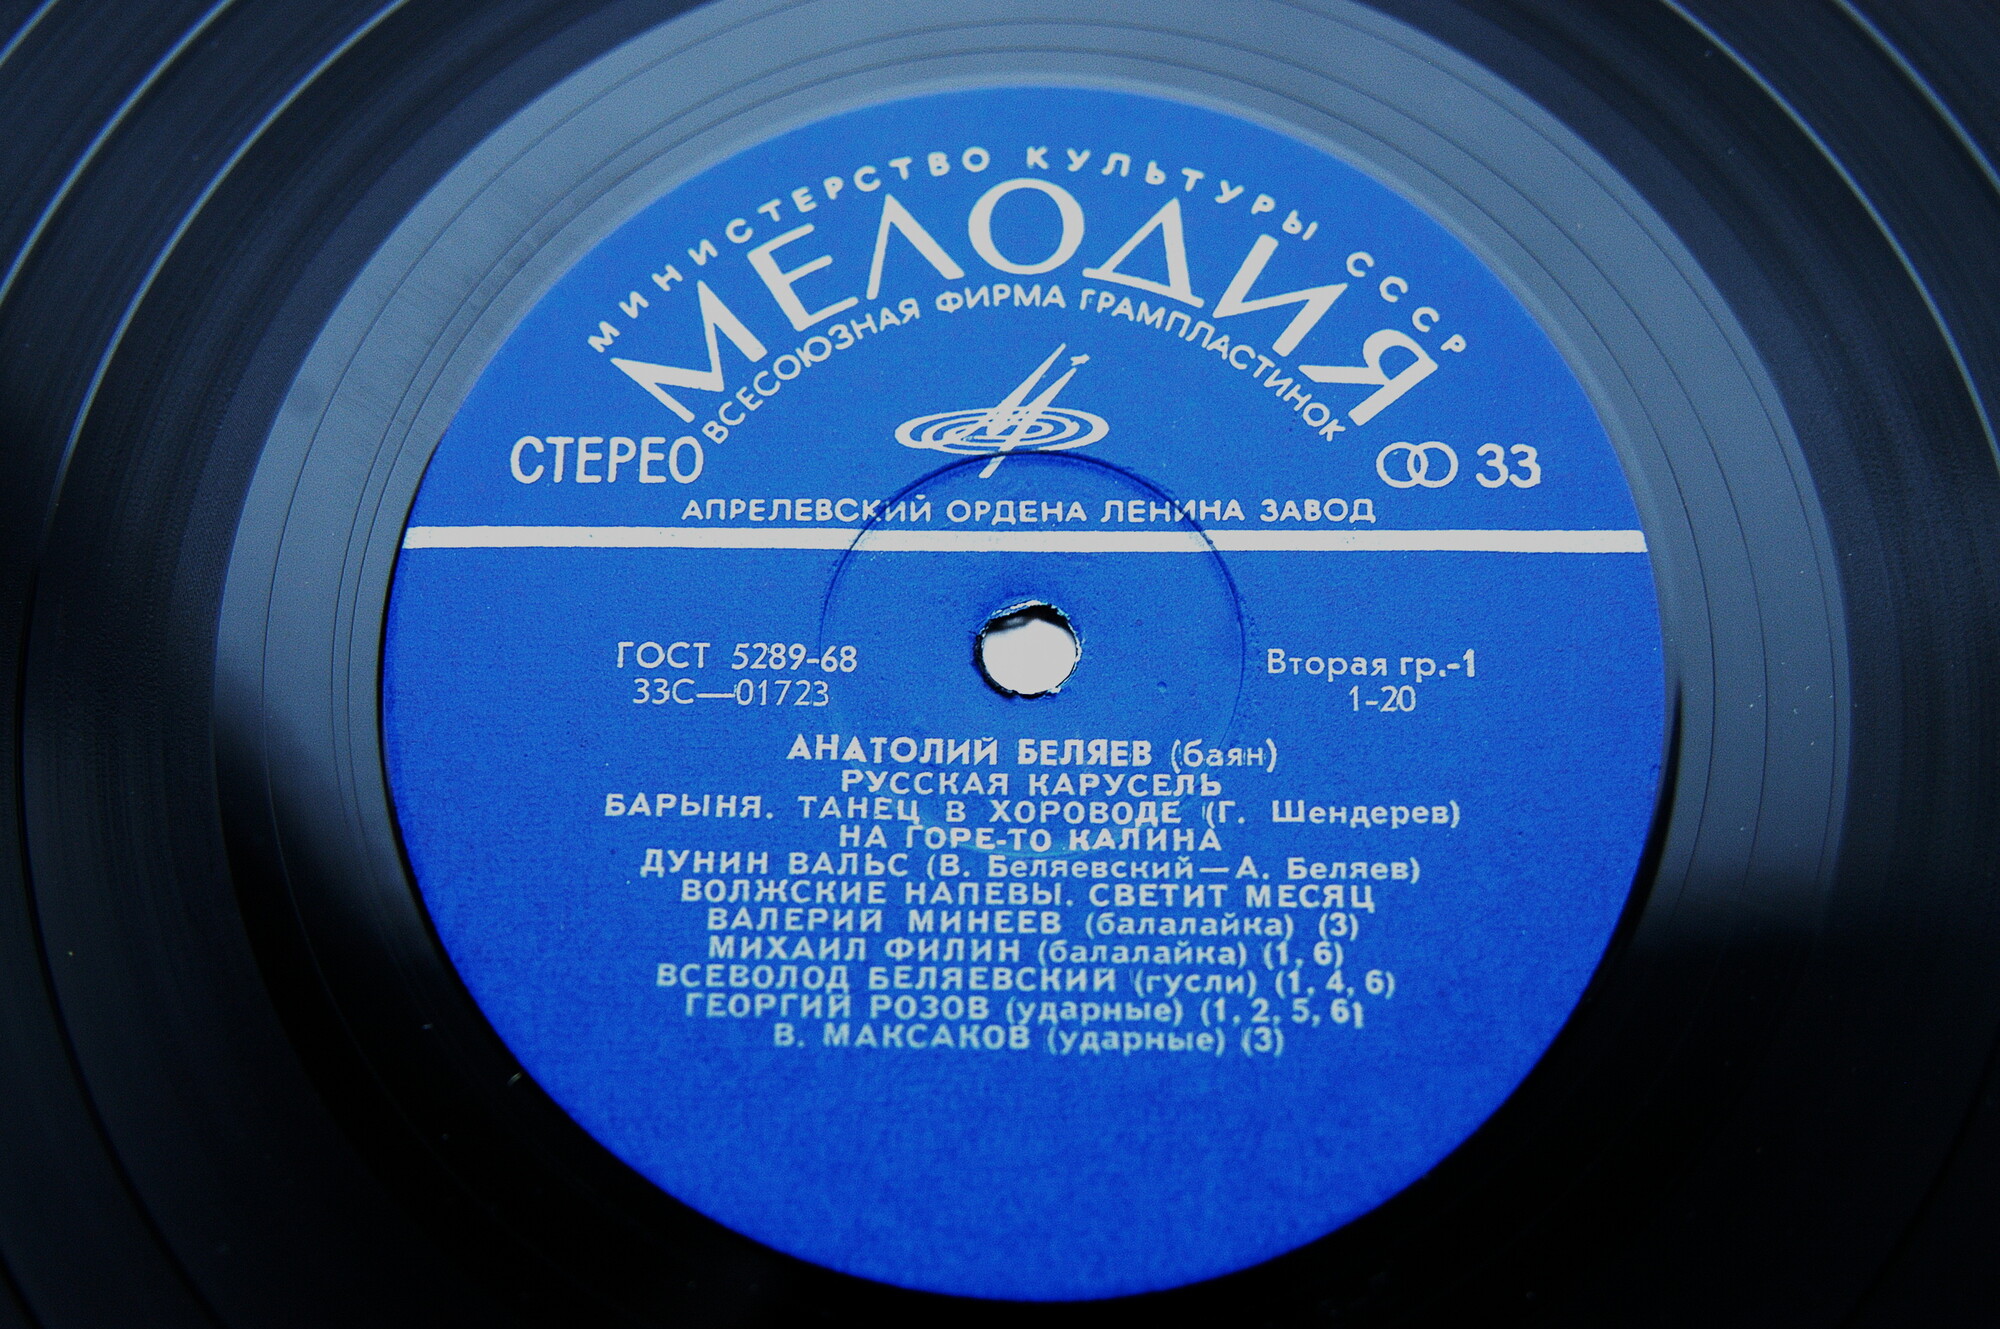 МИНИСТЕРСТВО КУЛЬТУРЫ СССР
МЕЛОДИЯ
ВСЕСОЮЗНАЯ ФИРМА ГРАМПЛАСТИНОК
СТЕРЕО
33
АПРЕЛЕВСКИЙ ОРДЕНА ЛЕНИНА ЗАВОД
ГОСТ 5289-68
Вторая гр.-1
33С—01723
1-20
АНАТОЛИЙ БЕЛЯЕВ (баян)
РУССКАЯ КАРУСЕЛЬ
БАРЫНЯ. ТАНЕЦ В ХОРОВОДЕ (Г. Шендерев)
НА ГОРЕ-ТО КАЛИНА
ДУНИН ВАЛЬС (В. Беляевский—А. Беляев)
ВОЛЖСКИЕ НАПЕВЫ. СВЕТИТ МЕСЯЦ
ВАЛЕРИЙ МИНЕЕВ (балалайка) (3)
МИХАИЛ ФИЛИН (балалайка) (1, 6)
ВСЕВОЛОД БЕЛЯЕВСКИЙ (гусли) (1, 4, 6)
ГЕОРГИЙ РОЗОВ (ударные) (1, 2, 5, 6)
В. МАКСАКОВ (ударные) (3)